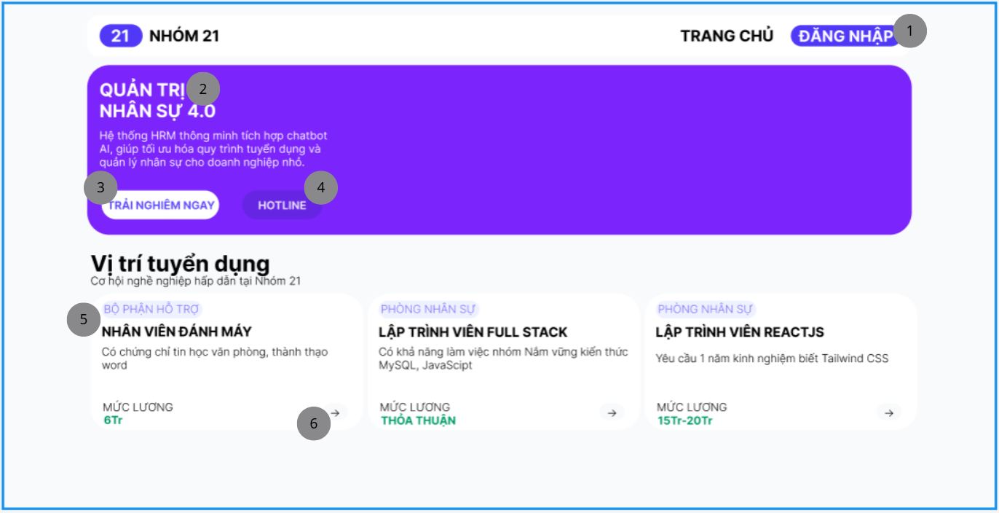 21 NHÓM 21 TRANG CHỦ ĐĂNG NHẬP 1
QUẢN TRỊ 2
NHÂN SỰ 4.0
Hệ thống HRM thông minh tích hợp chatbot
AI, giúp tối ưu hóa quy trình tuyển dụng và
quản lý nhân sự cho doanh nghiệp nhỏ.
3 4
TRẢI NGHIÊM NGAY HOTLINE
Vị trí tuyển dụng
Cơ hội nghề nghiệp hấp dẫn tại Nhóm 21
5
BỘ PHẬN HỖ TRỢ
NHÂN VIÊN ĐÁNH MÁY
Có chứng chỉ tin học văn phòng, thành thạo
word
MỨC LƯƠNG
6Tr
6 →
PHÒNG NHÂN SỰ
LẬP TRÌNH VIÊN FULL STACK
Có khả năng làm việc nhóm Nắm vững kiến thức
MySQL, JavaScipt
MỨC LƯƠNG
THỎA THUẬN
→
PHÒNG NHÂN SỰ
LẬP TRÌNH VIÊN REACTJS
Yêu cầu 1 năm kinh nghiệm biết Tailwind CSS
MỨC LƯƠNG
15Tr-20Tr
→